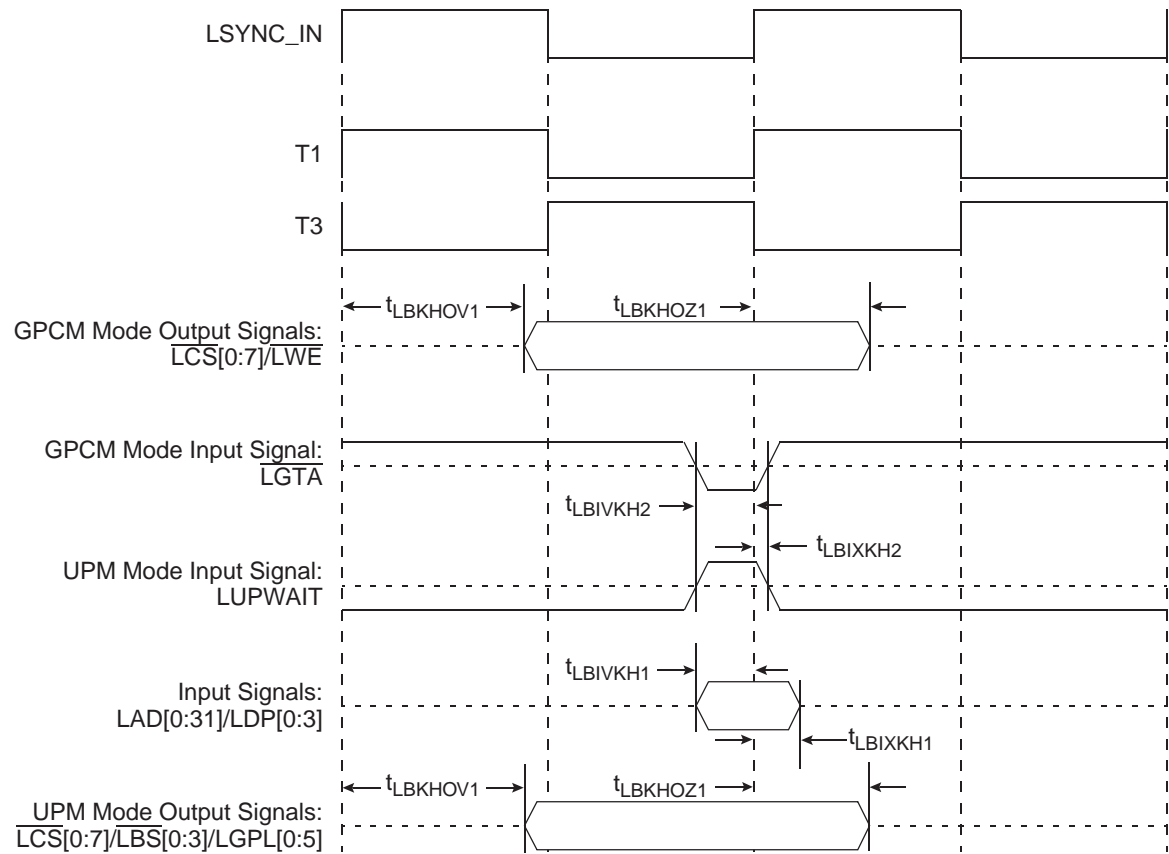 LSYNC_IN
T1
T3
tLBKHOV1
tLBKHOZ1
GPCM Mode Output Signals:
LCS[0:7]/LWE
GPCM Mode Input Signal:
LGTA
tLBIVKH2
tLBIXKH2
UPM Mode Input Signal:
LUPWAIT
tLBIVKH1
Input Signals:
LAD[0:31]/LDP[0:3]
tLBIXKH1
tLBKHOV1
tLBKHOZ1
UPM Mode Output Signals:
LCS[0:7]/LBS[0:3]/LGPL[0:5]